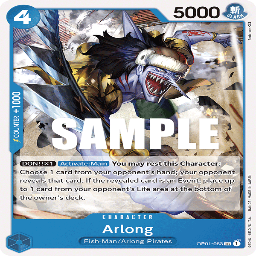 4
5000
斬
COUNTER +1000
SAMPLE
DON!!×1 Activate: Main You may rest this Character:
Choose 1 card from your opponent's hand; your opponent
reveals that card. If the revealed card is an Event, place up
to 1 card from your opponent's Life area at the bottom of
the owner's deck.
CHARACTER
Arlong
Fish-Man/Arlong Pirates